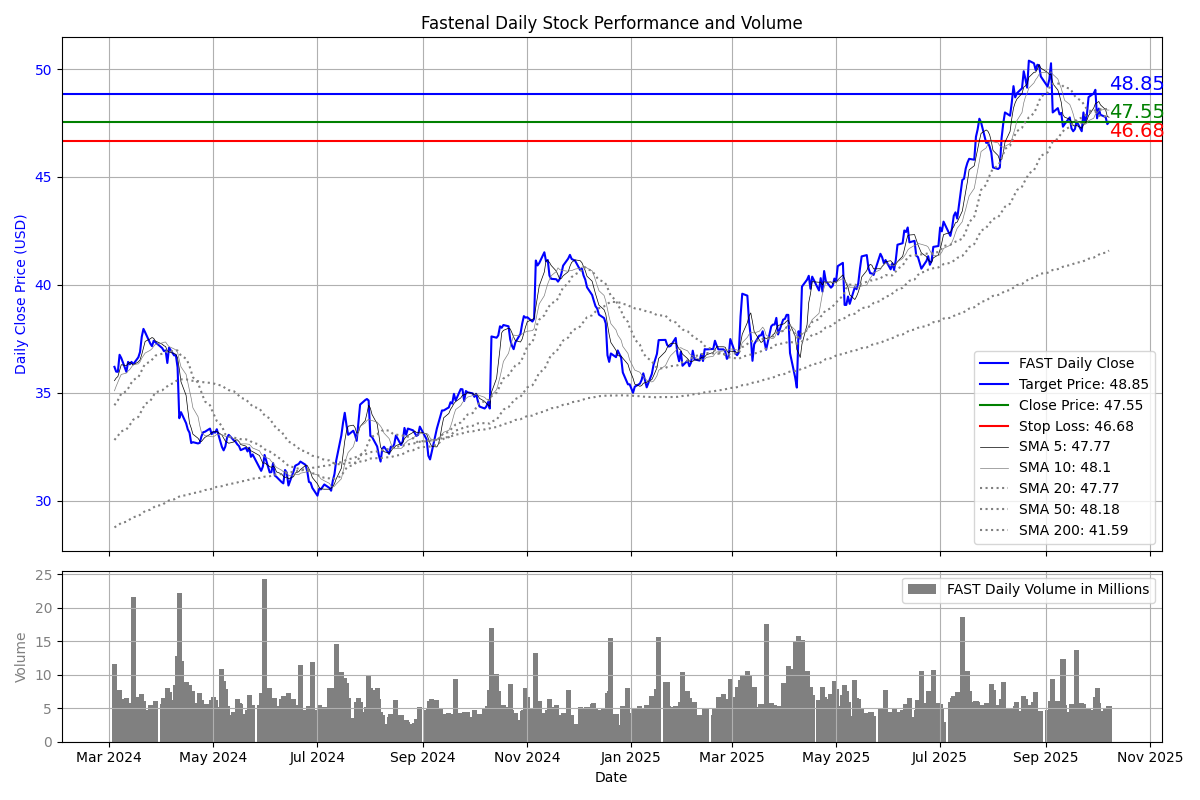 Fastenal Daily Stock Performance and Volume
Daily Close Price (USD)
50
45
40
35
30
48.85
47.55
46.68
FAST Daily Close
Target Price: 48.85
Close Price: 47.55
Stop Loss: 46.68
SMA 5: 47.77
SMA 10: 48.1
SMA 20: 47.77
SMA 50: 48.18
SMA 200: 41.59
Volume
25
20
15
10
5
0
FAST Daily Volume in Millions
Mar 2024 May 2024 Jul 2024 Sep 2024 Nov 2024 Jan 2025 Mar 2025 May 2025 Jul 2025 Sep 2025 Nov 2025
Date